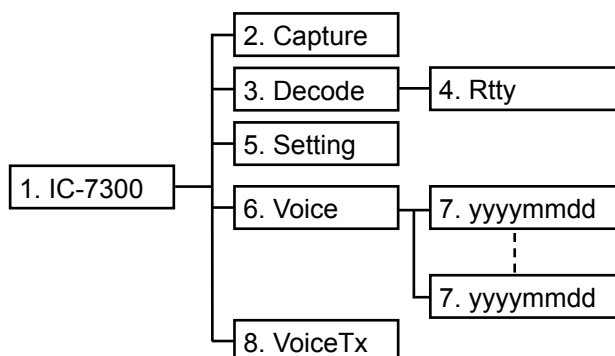 2. Capture
3. Decode
4. Rtty
5. Setting
1. IC-7300
6. Voice
7. yyyymmdd
7. yyyymmdd
8. VoiceTx